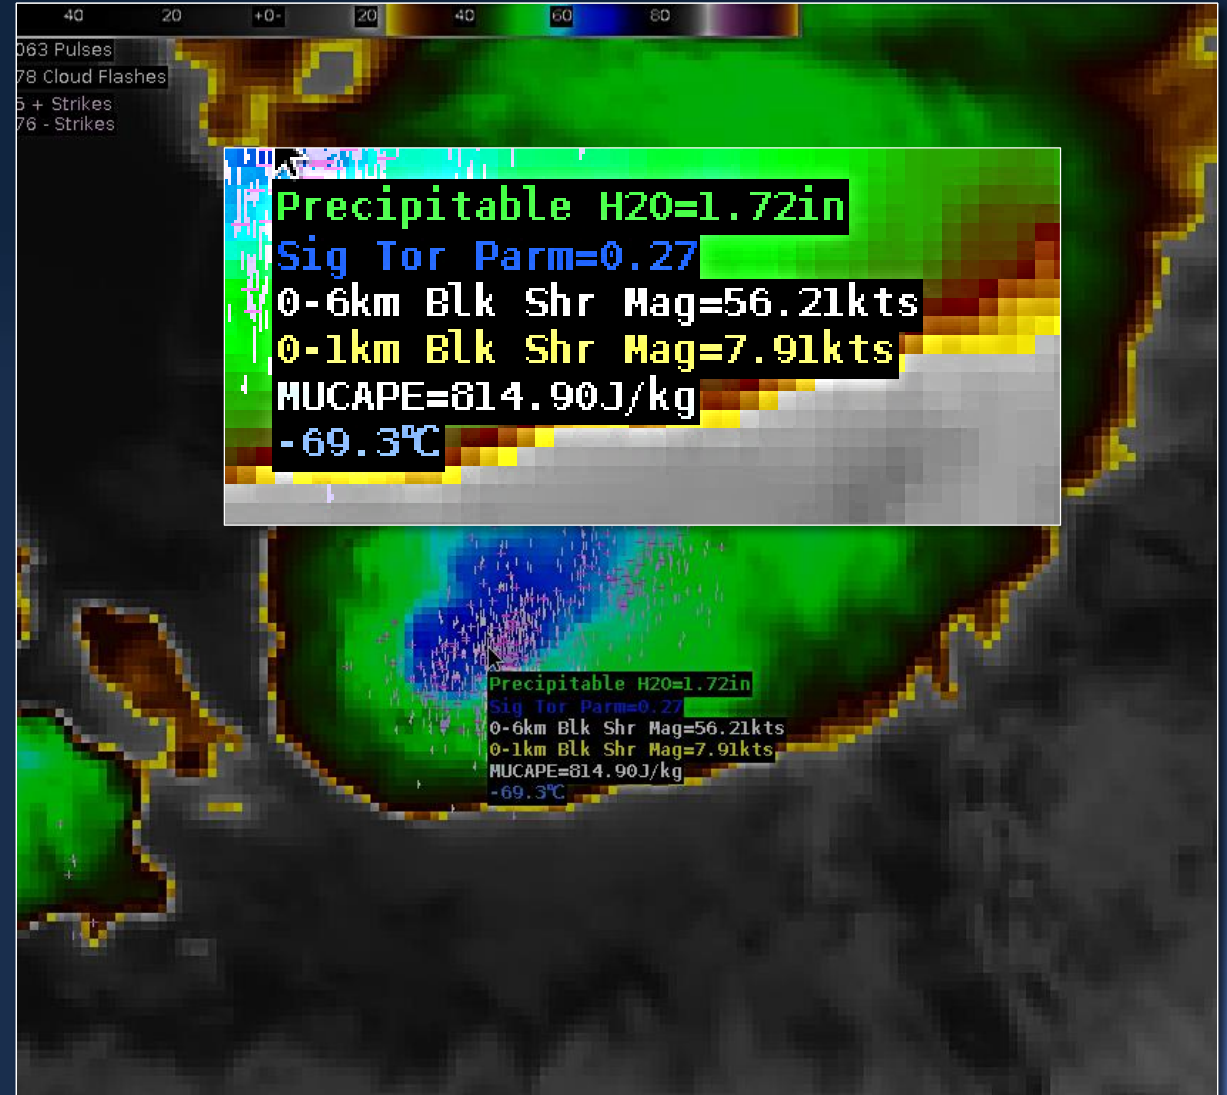 40 20 +0- 20 40 60 80
063 Pulses
78 Cloud Flashes
5 + Strikes
76 - Strikes
Precipitable H2O=1.72in
Sig Tor Parm=0.27
0-6km Blk Shr Mag=56.21kts
0-1km Blk Shr Mag=7.91kts
MUCAPE=814.90J/kg
-69.3℃
Precipitable H2O=1.72in
Sig Tor Parm=0.27
0-6km Blk Shr Mag=56.21kts
0-1km Blk Shr Mag=7.91kts
MUCAPE=814.90J/kg
-69.3℃